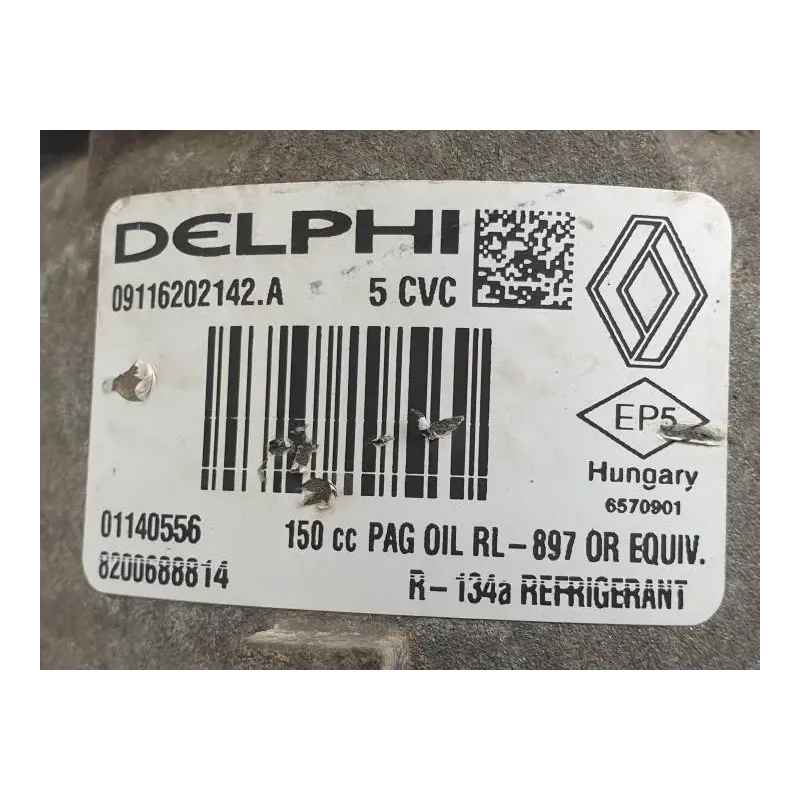 DELPHI
09116202142.A 5 CVC
EP5
Hungary
6570901
01140556 150 cc PAG OIL RL-897 OR EQUIV.
8200688814 R-134a REFRIGERANT